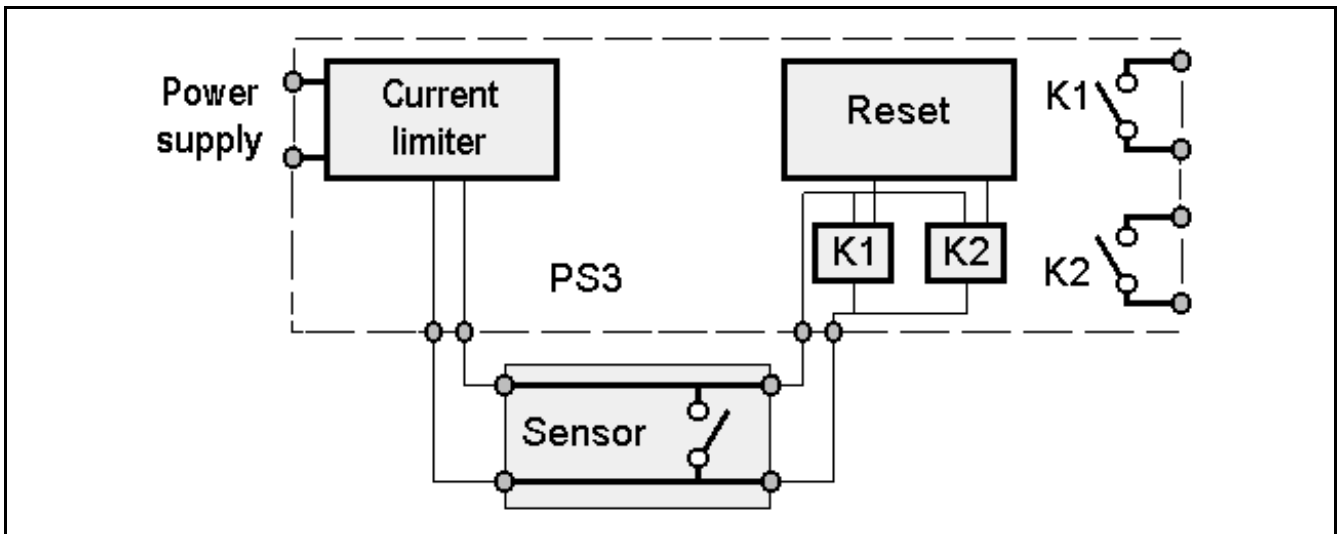 Power
supply
Current
limiter
Reset
K1
K1
K2
K2
PS3
Sensor